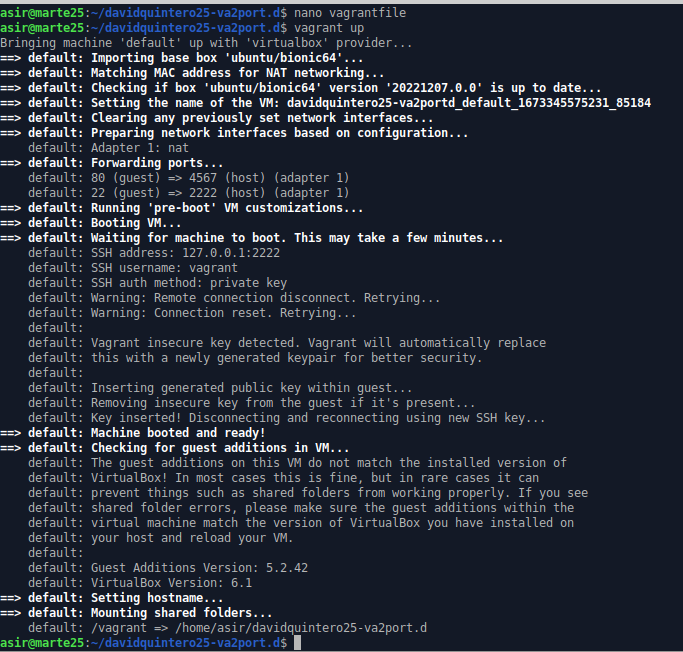 asir@marte25:~/davidquintero25-va2port.d$ nano vagrantfile
asir@marte25:~/davidquintero25-va2port.d$ vagrant up
Bringing machine 'default' up with 'virtualbox' provider...
==> default: Importing base box 'ubuntu/bionic64'...
==> default: Matching MAC address for NAT networking...
==> default: Checking if box 'ubuntu/bionic64' version '20221207.0.0' is up to date...
==> default: Setting the name of the VM: davidquintero25-va2portd_default_1673345575231_85184
==> default: Clearing any previously set network interfaces...
==> default: Preparing network interfaces based on configuration...
    default: Adapter 1: nat
==> default: Forwarding ports...
    default: 80 (guest) => 4567 (host) (adapter 1)
    default: 22 (guest) => 2222 (host) (adapter 1)
==> default: Running 'pre-boot' VM customizations...
==> default: Booting VM...
==> default: Waiting for machine to boot. This may take a few minutes...
    default: SSH address: 127.0.0.1:2222
    default: SSH username: vagrant
    default: SSH auth method: private key
    default: Warning: Remote connection disconnect. Retrying...
    default: Warning: Connection reset. Retrying...
    default:
    default: Vagrant insecure key detected. Vagrant will automatically replace
    default: this with a newly generated keypair for better security.
    default:
    default: Inserting generated public key within guest...
    default: Removing insecure key from the guest if it's present...
    default: Key inserted! Disconnecting and reconnecting using new SSH key...
==> default: Machine booted and ready!
==> default: Checking for guest additions in VM...
    default: The guest additions on this VM do not match the installed version of
    default: VirtualBox! In most cases this is fine, but in rare cases it can
    default: prevent things such as shared folders from working properly. If you see
    default: shared folder errors, please make sure the guest additions within the
    default: virtual machine match the version of VirtualBox you have installed on
    default: your host and reload your VM.
    default:
    default: Guest Additions Version: 5.2.42
    default: VirtualBox Version: 6.1
==> default: Setting hostname...
==> default: Mounting shared folders...
    default: /vagrant => /home/asir/davidquintero25-va2port.d
asir@marte25:~/davidquintero25-va2port.d$